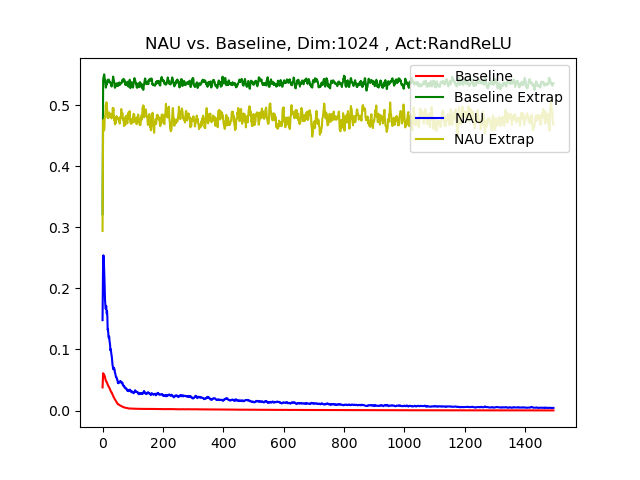 NAU vs. Baseline, Dim:1024 , Act:RandReLU
Baseline
Baseline Extrap
NAU
NAU Extrap
0.5
0.4
0.3
0.2
0.1
0.0
0 200 400 600 800 1000 1200 1400